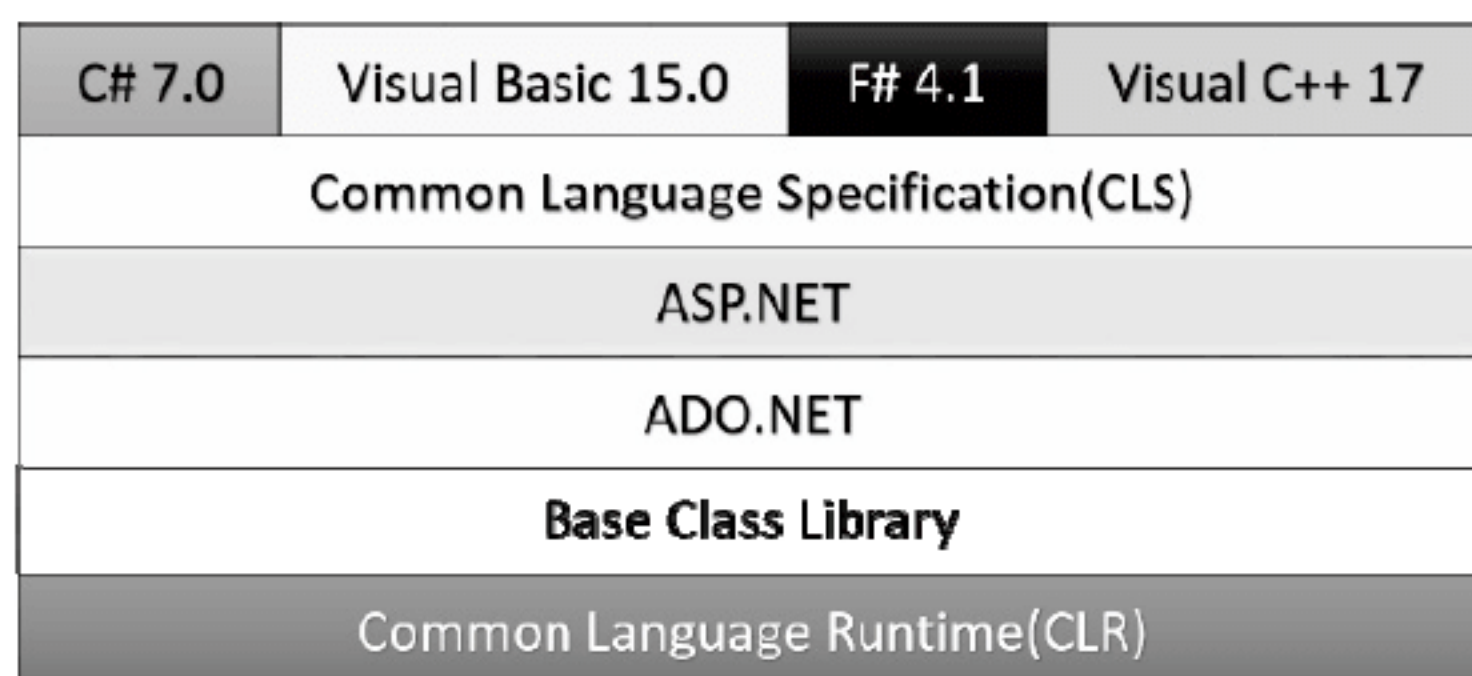 C# 7.0 Visual Basic 15.0 F# 4.1 Visual C++ 17
Common Language Specification(CLS)
ASP.NET
ADO.NET
Base Class Library
Common Language Runtime(CLR)